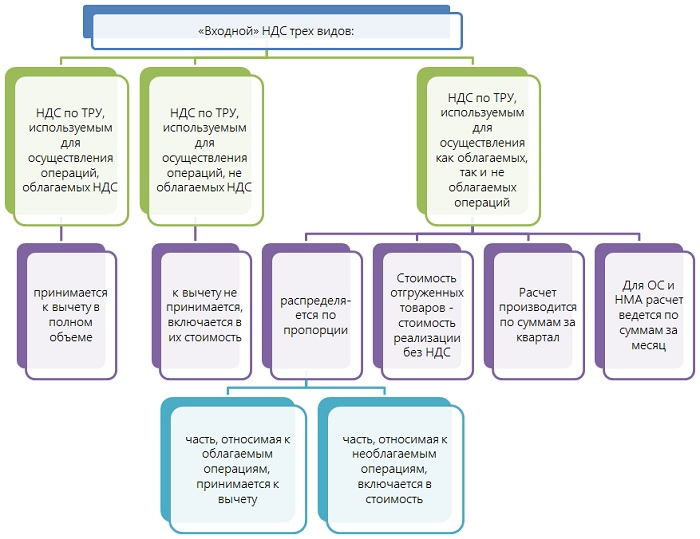 «Входной» НДС трех видов:
НДС по ТРУ,
используемым
для
осуществления
операций,
облагаемых НДС
НДС по ТРУ,
используемым
для
осуществления
операций, не
облагаемых НДС
НДС по ТРУ,
используемым
для
осуществления
как облагаемых,
так и не
облагаемых
операций
принимается
к вычету в
полном
объеме
к вычету не
принимается,
включается в
их стоимость
распределя-
ется по
пропорции
Стоимость
отгруженных
товаров -
стоимость
реализации
без НДС
Расчет
производится
по суммам за
квартал
Для ОС и
НМА расчет
ведется по
суммам за
месяц
часть, относимая к
облагаемым
операциям,
принимается к
вычету
часть, относимая к
необлагаемым
операциям,
включается в
стоимость